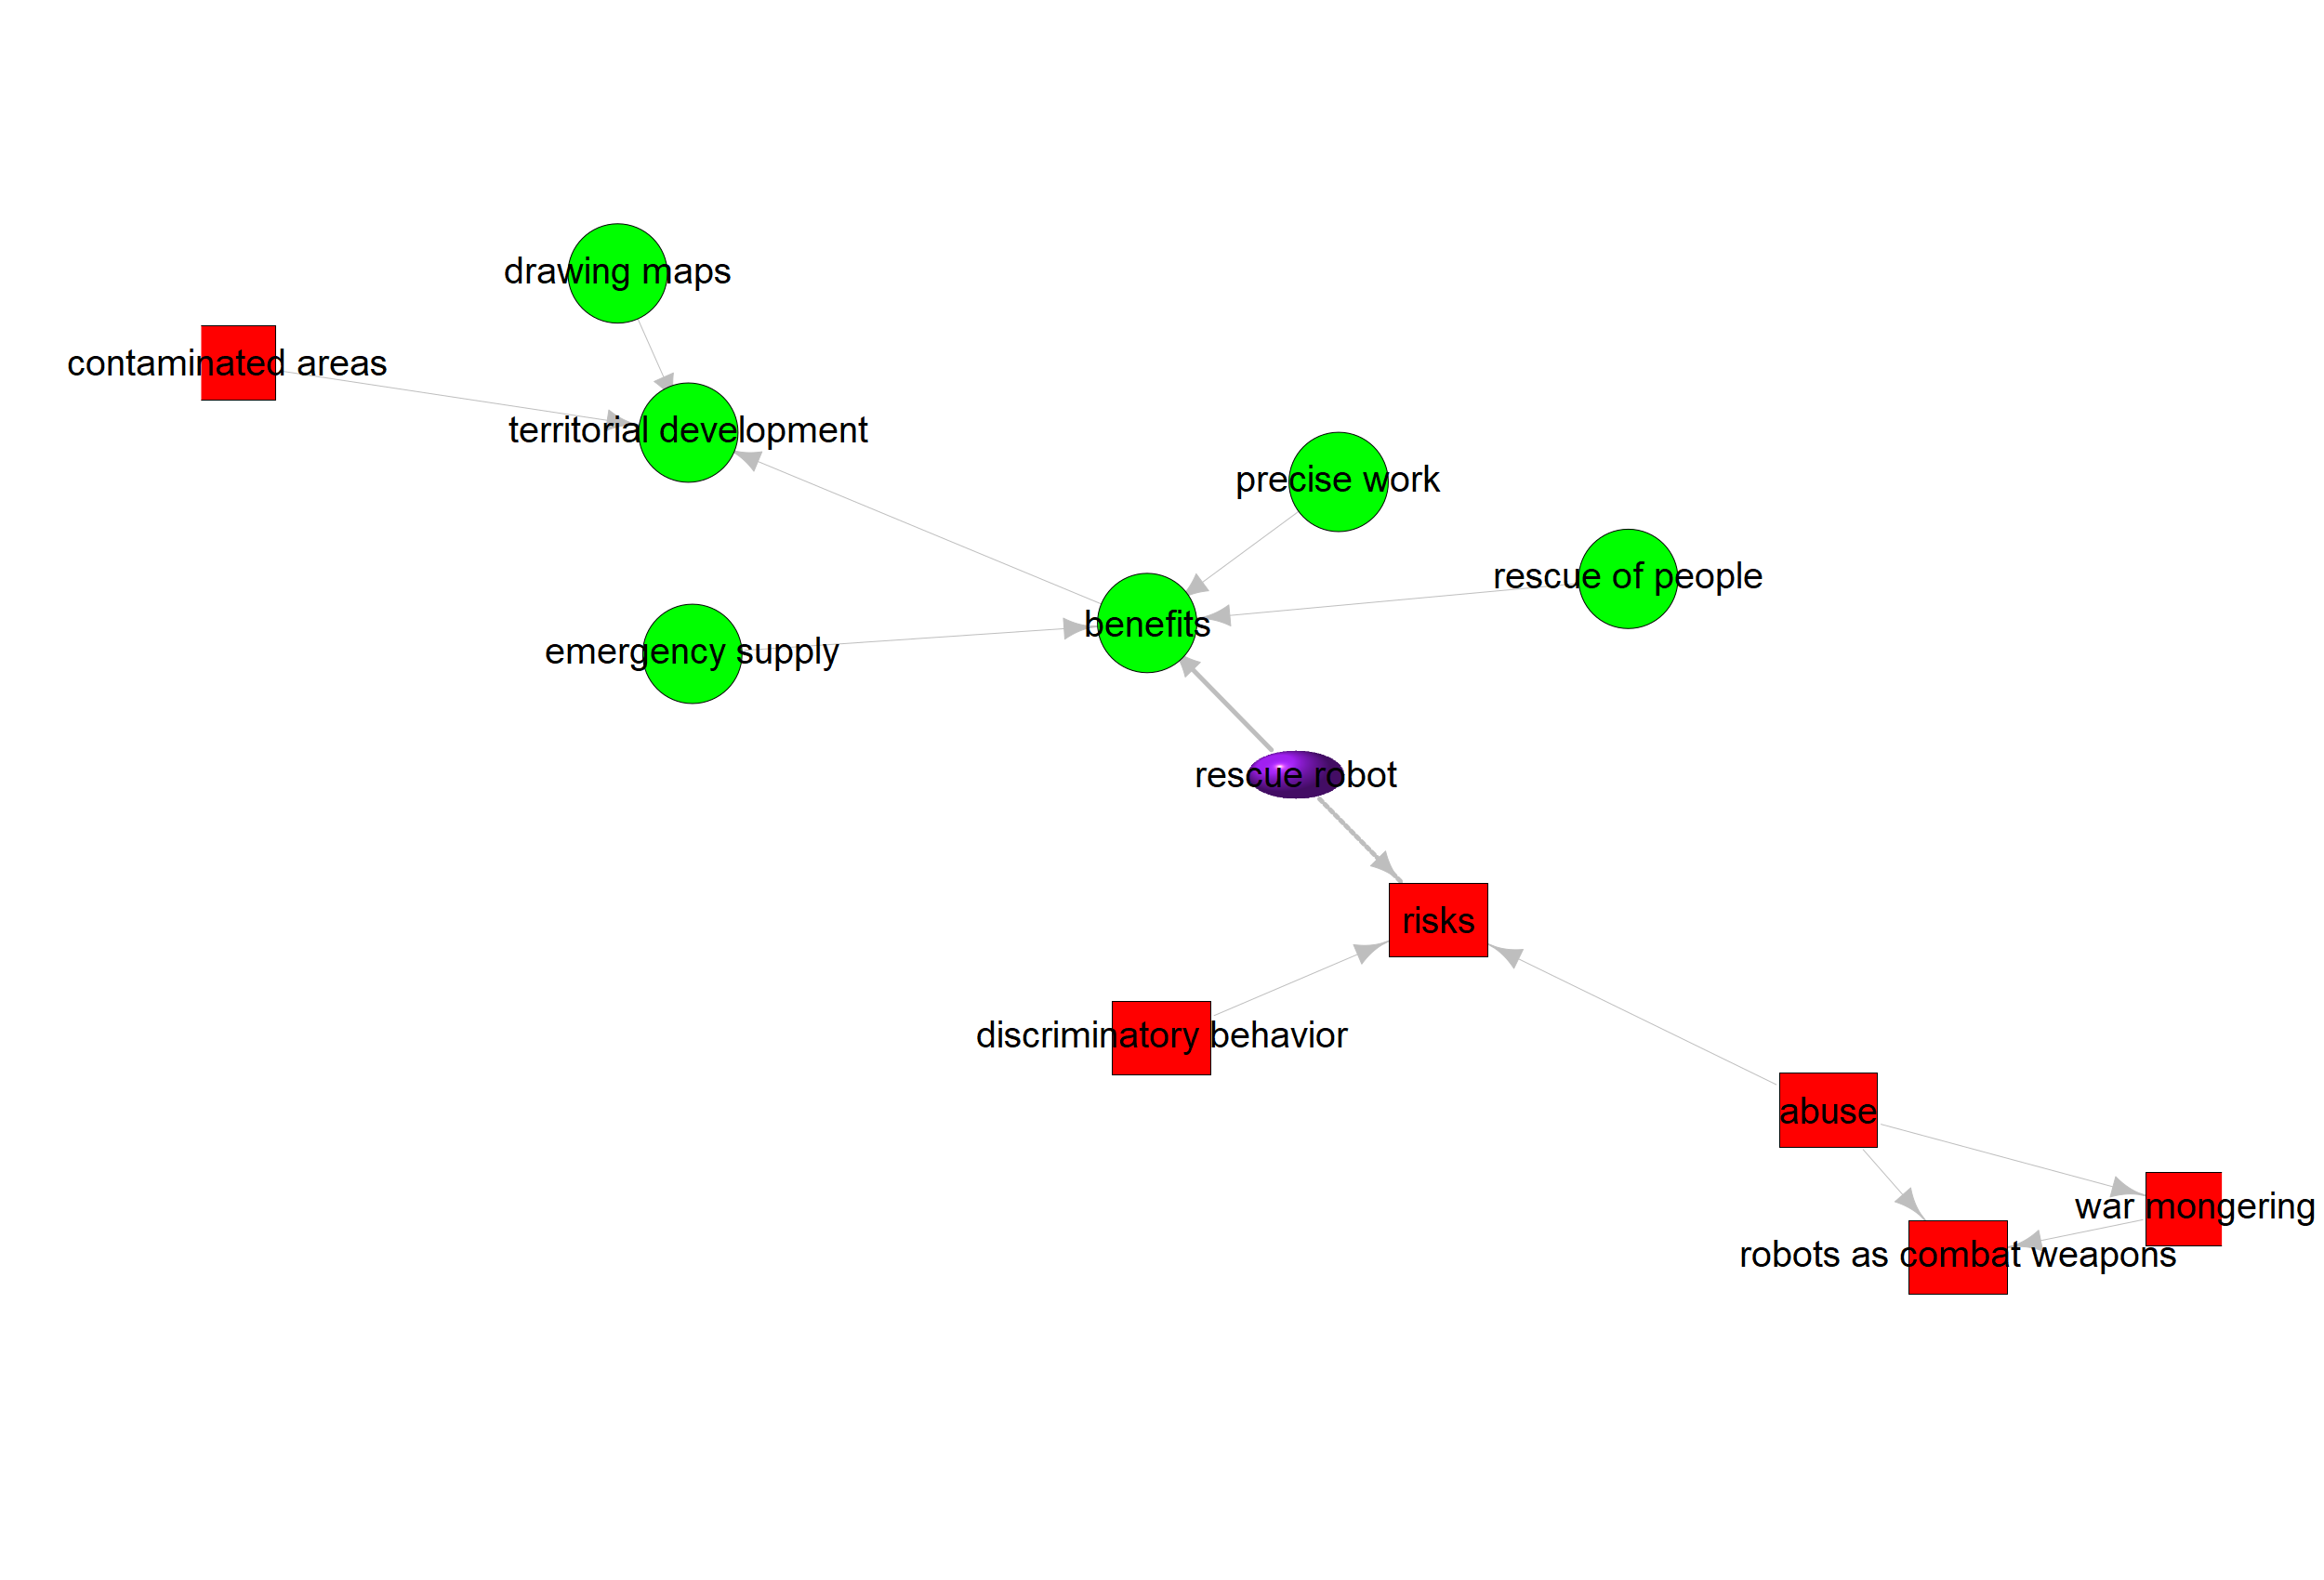 drawing maps
contaminated areas
territorial development
precise work
rescue of people
benefits
emergency supply
rescue robot
risks
discriminatory behavior
abuse
war mongering
robots as combat weapons